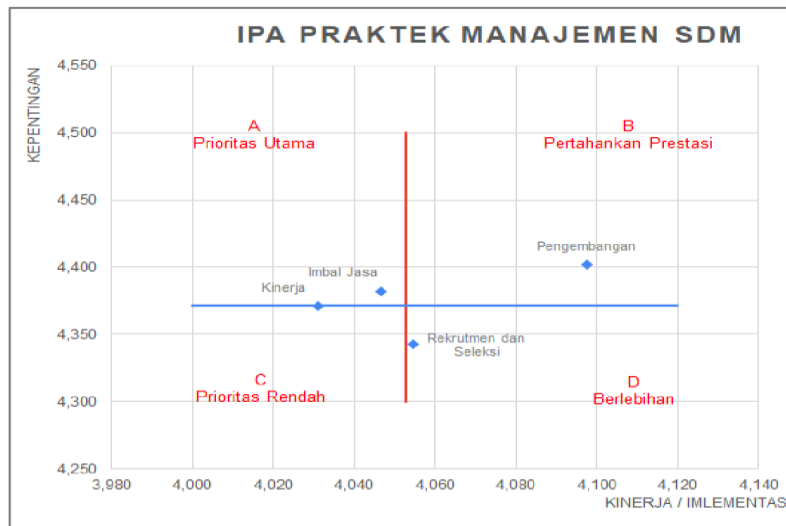 IPA PRAKTEK MANAJEMEN SDM
KEPENTINGAN
4,550
4,500
4,450
4,400
4,350
4,300
4,250
A
Prioritas Utama
B
Pertahankan Prestasi
Pengembangan
Imbal Jasa
Kinerja
Rekrutmen dan
Seleksi
C
Prioritas Rendah
D
Berlebihan
3,980
4,000
4,020
4,040
4,060
4,080
4,100
4,120
4,140
KINERJA / IMLEMENTAS